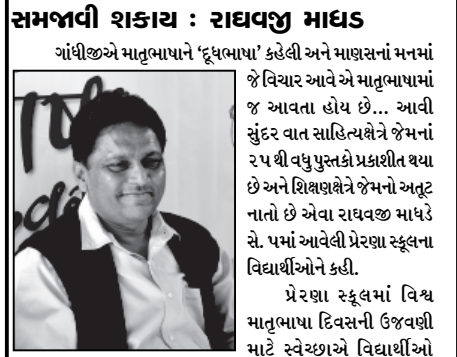 સમજાવી શકાય : રાઘવજી માધડ
ગાંધીજીએ માતૃભાષાને ‘દૂધભાષા’ કહેલી અને માણસનાં મનમાં
જે વિચાર આવે એ માતૃભાષામાં
જ આવતા હોય છે... આવી
સુંદર વાત સાહિત્યક્ષેત્રે જેમનાં
૨૫ થી વધુ પુસ્તકો પ્રકાશીત થયા
છે અને શિક્ષણક્ષેત્રે જેમનો અતૂટ
નાતો છે એવા રાઘવજી માધડે
સે. ૫માં આવેલી પ્રેરણા સ્કૂલના
વિદ્યાર્થીઓને કહી.
પ્રેરણા સ્કૂલમાં વિશ્વ
માતૃભાષા દિવસની ઉજવણી
માટે સ્વેચ્છાએ વિદ્યાર્થીઓ